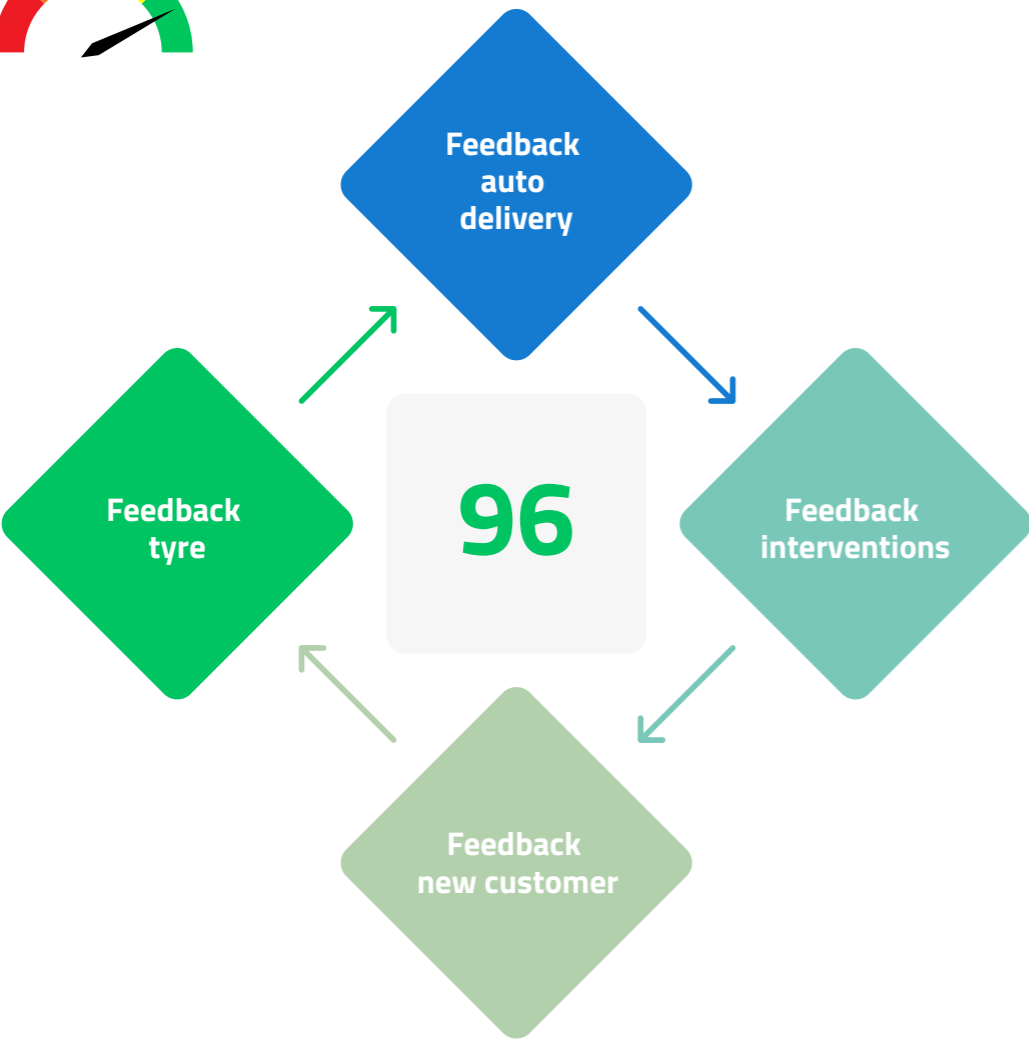 Feedback
auto
delivery
Feedback
tyre
96
Feedback
interventions
Feedback
new customer